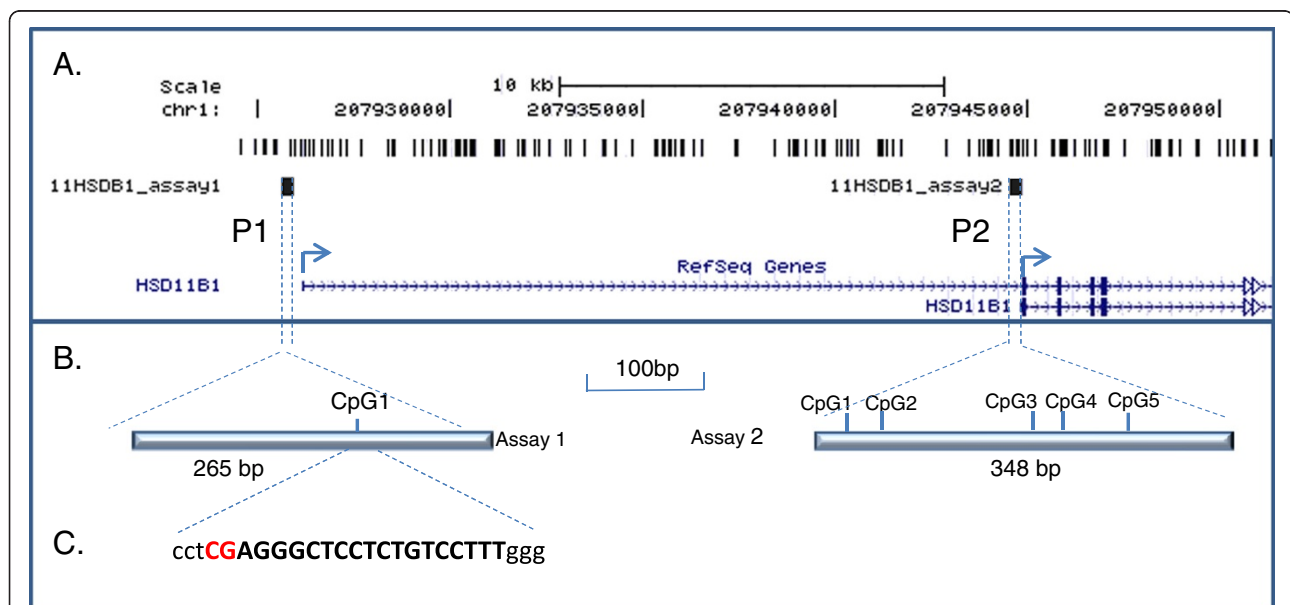 A.
Scale 10 kb
chr1: 207930000 207935000 207940000 207945000 207950000
11HSDB1_assay1 11HSDB1_assay2
P1 P2
RefSeq Genes
HSD11B1
HSD11B1
B.
100bp
CpG1 CpG1 CpG2 CpG3 CpG4 CpG5
Assay 1 Assay 2
265 bp 348 bp
C.
cctCGAGGGCTCCTCTGTCCTTTggg